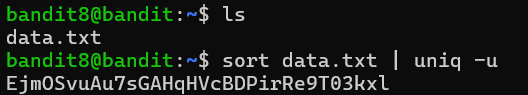 bandit8@bandit:~$ ls
data.txt
bandit8@bandit:~$ sort data.txt | uniq -u
EjmOSvuAu7sGAHqHVcBDPirRe9T03kxl